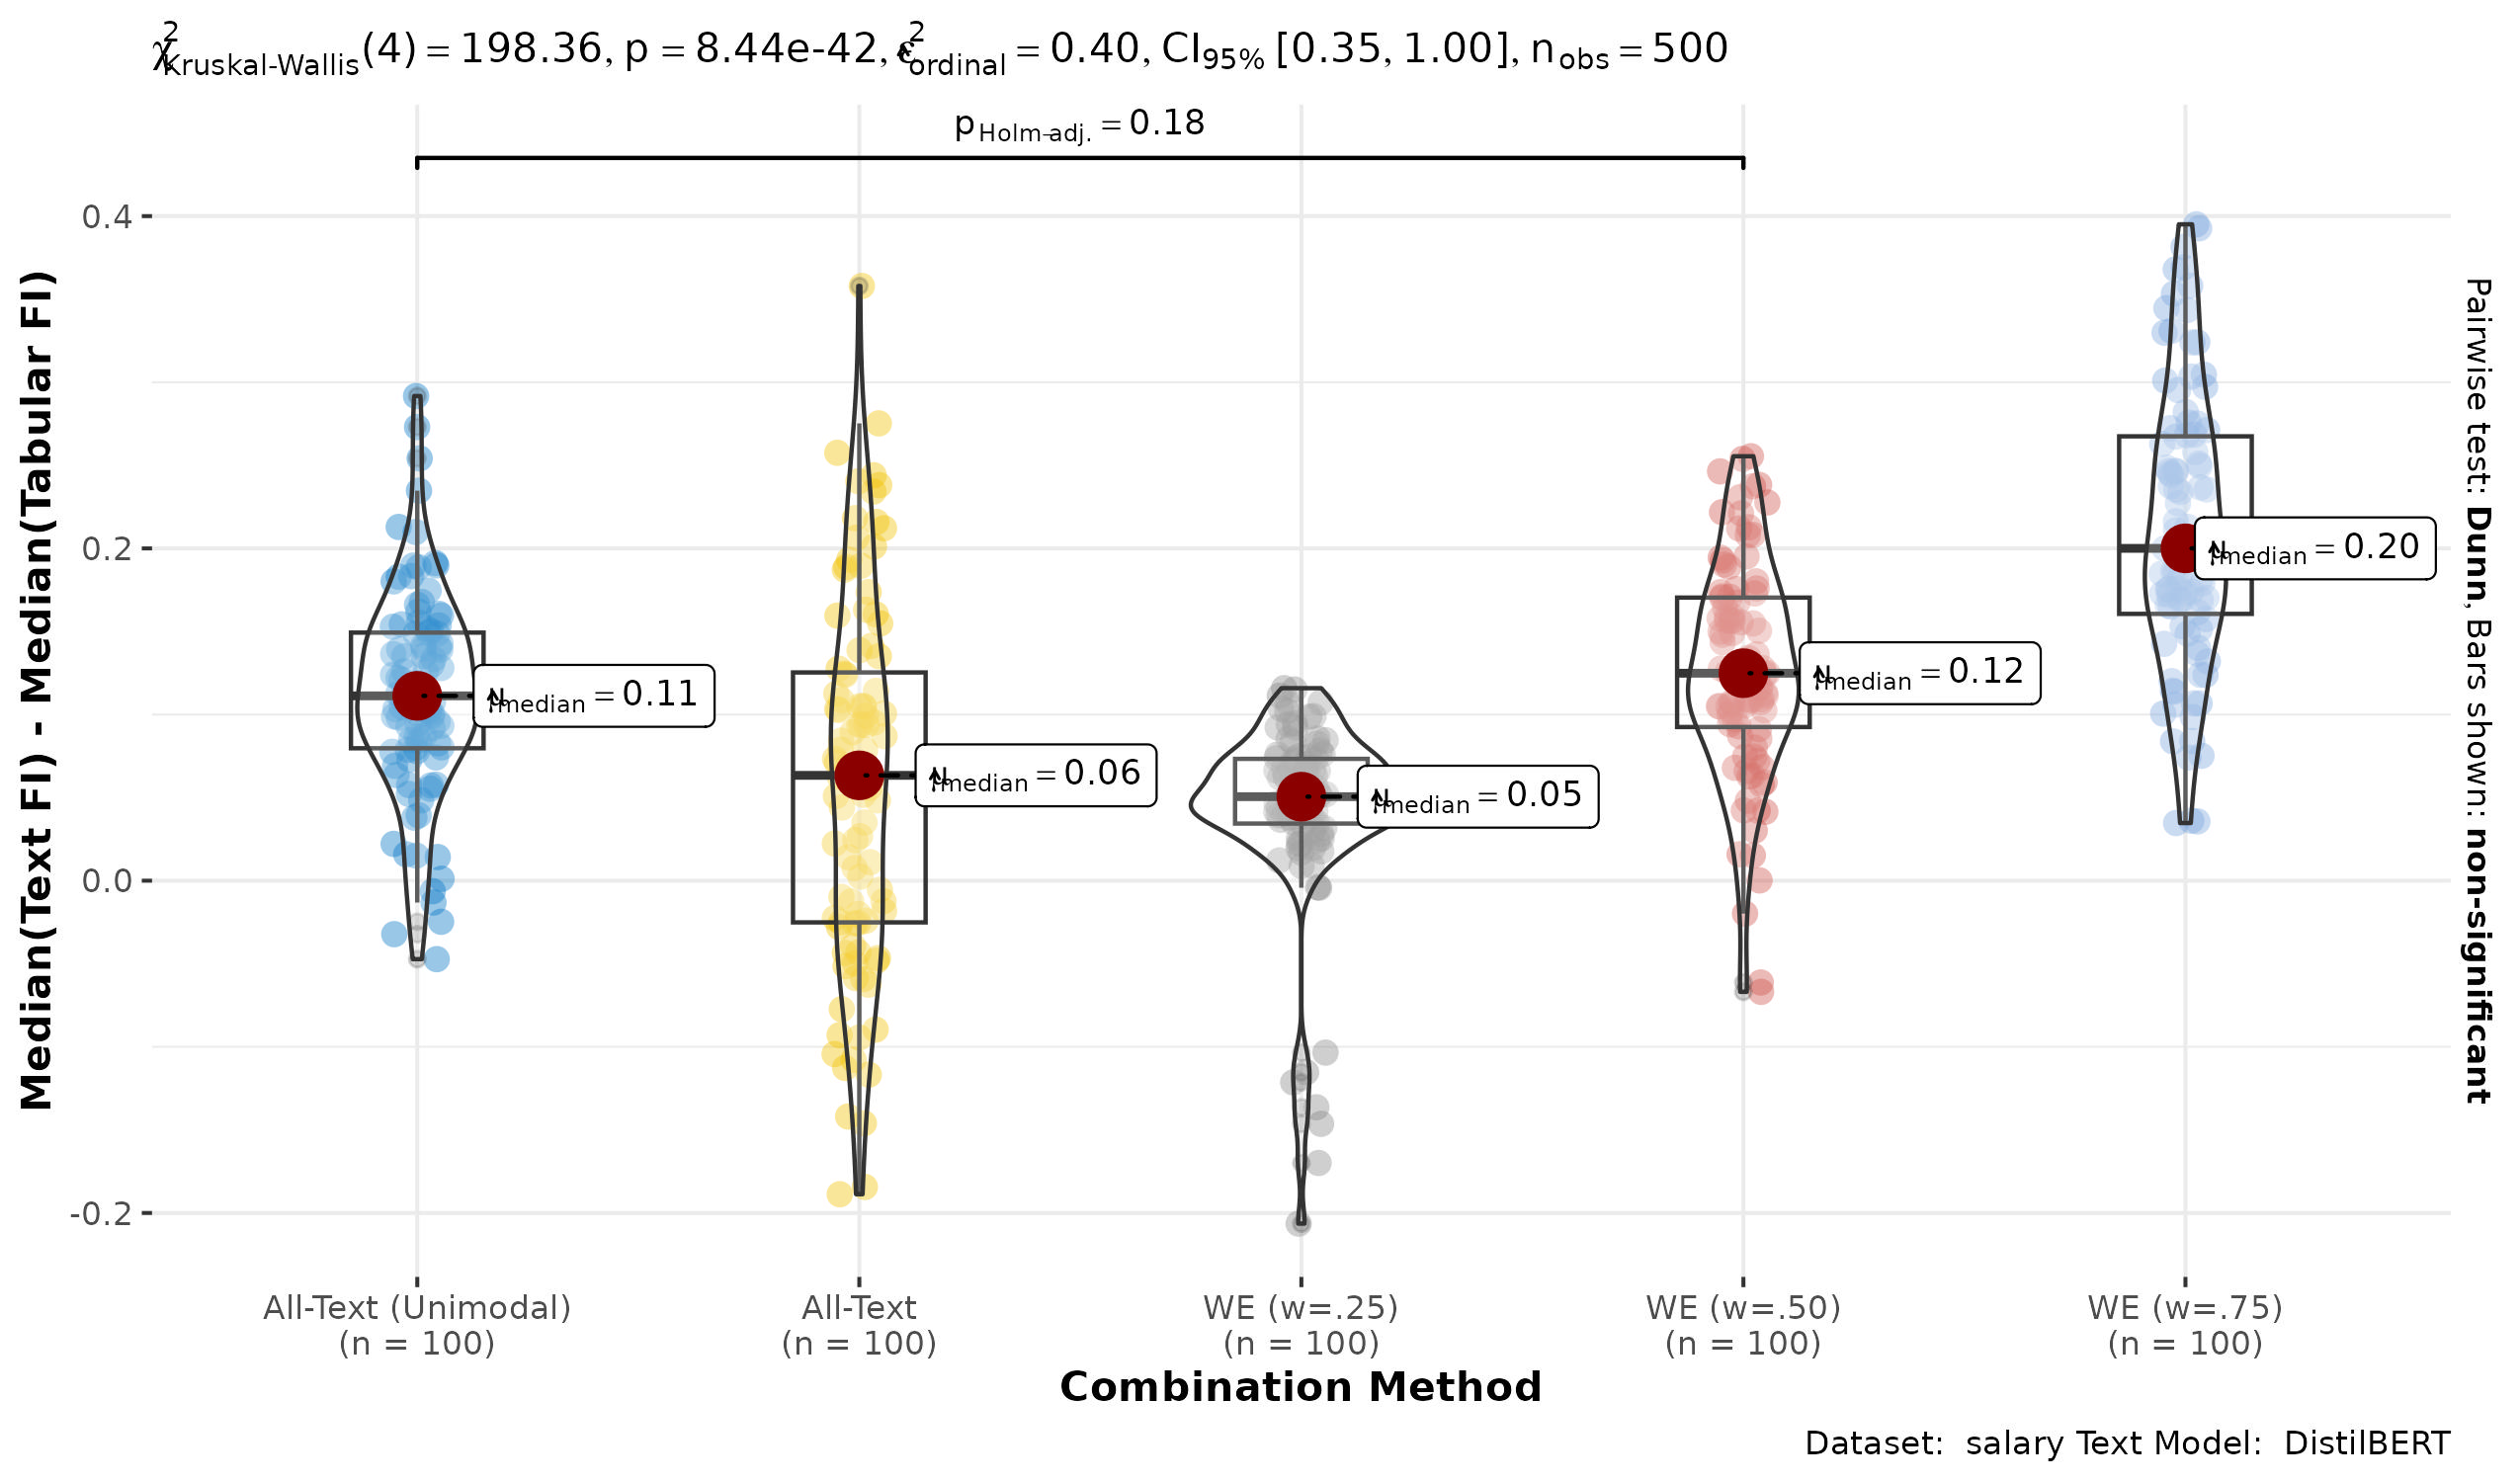 χ²Kruskal-Wallis(4) = 198.36, p = 8.44e-42, ε²ordinal = 0.40, CI95% [0.35, 1.00], nobs = 500
pHolm-adj. = 0.18
Median(Text FI) - Median(Tabular FI)
0.4
0.2
0.0
-0.2
μ̂median = 0.11
μ̂median = 0.06
μ̂median = 0.05
μ̂median = 0.12
μ̂median = 0.20
Pairwise test: Dunn, Bars shown: non-significant
All-Text (Unimodal)
(n = 100)
All-Text
(n = 100)
WE (w=.25)
(n = 100)
WE (w=.50)
(n = 100)
WE (w=.75)
(n = 100)
Combination Method
Dataset:  salary Text Model:  DistilBERT